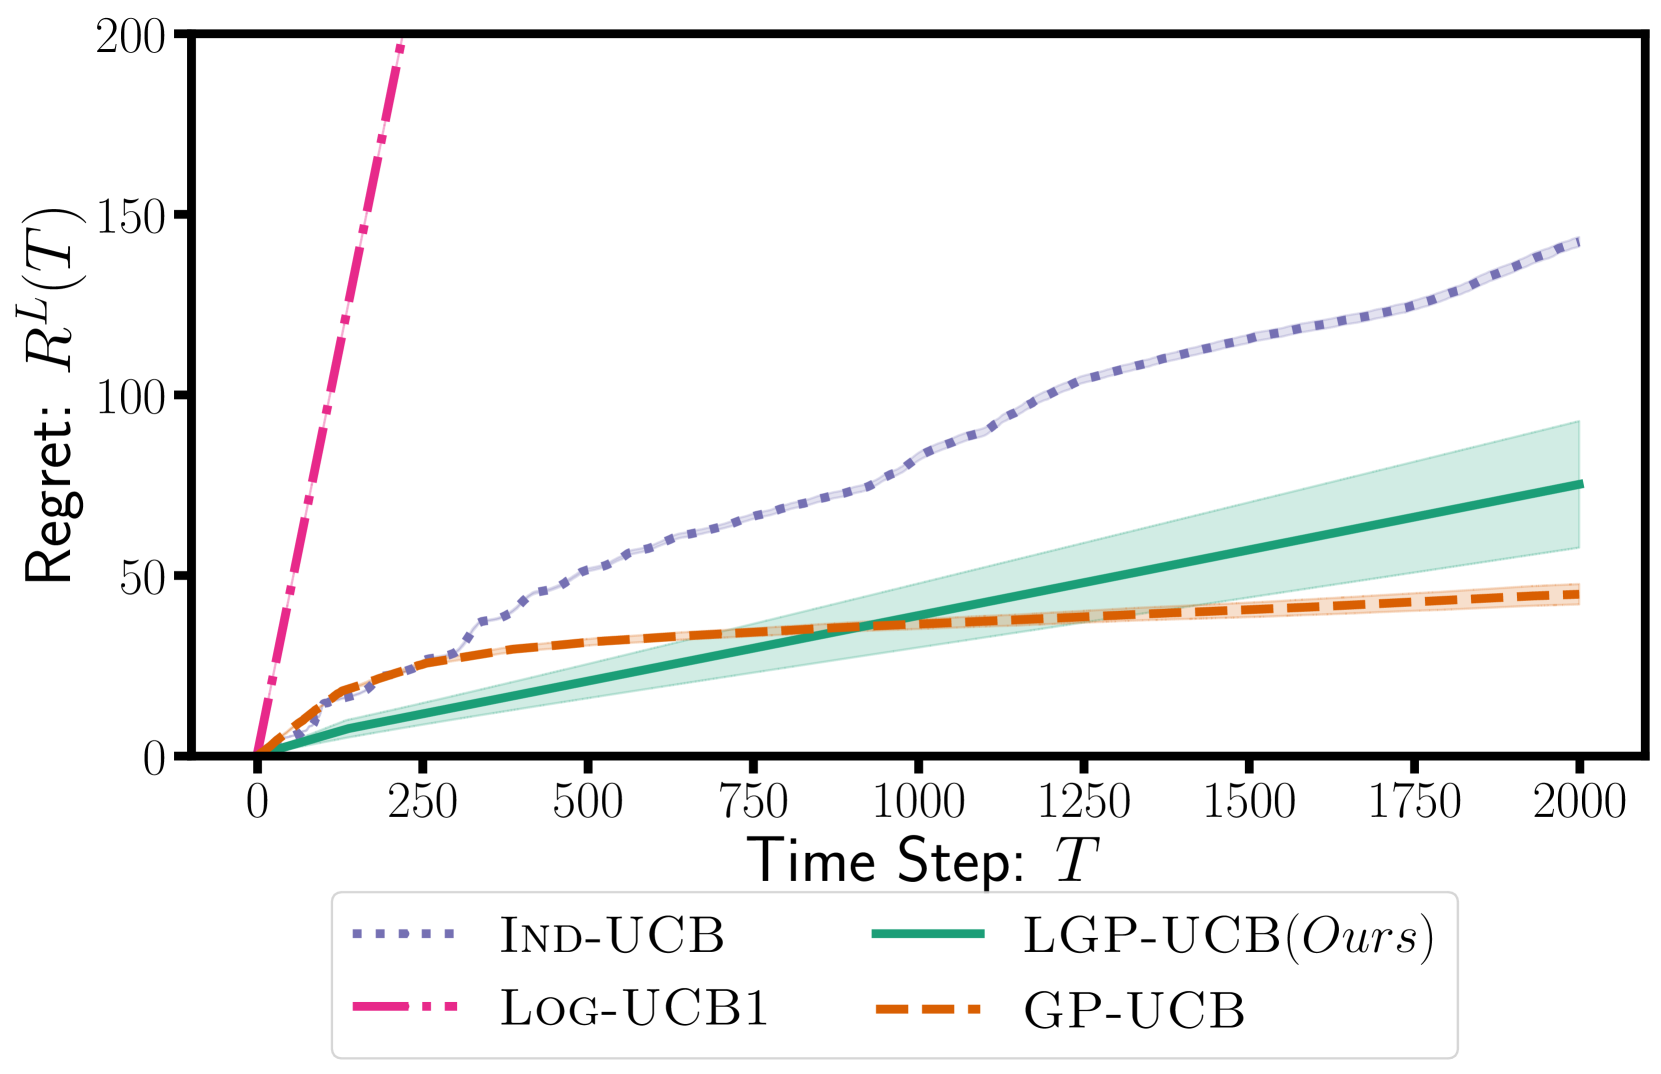 200
150
100
50
0
Regret: R^L(T)
0 250 500 750 1000 1250 1500 1750 2000
Time Step: T
IND-UCB LGP-UCB(Ours)
LOG-UCB1 GP-UCB